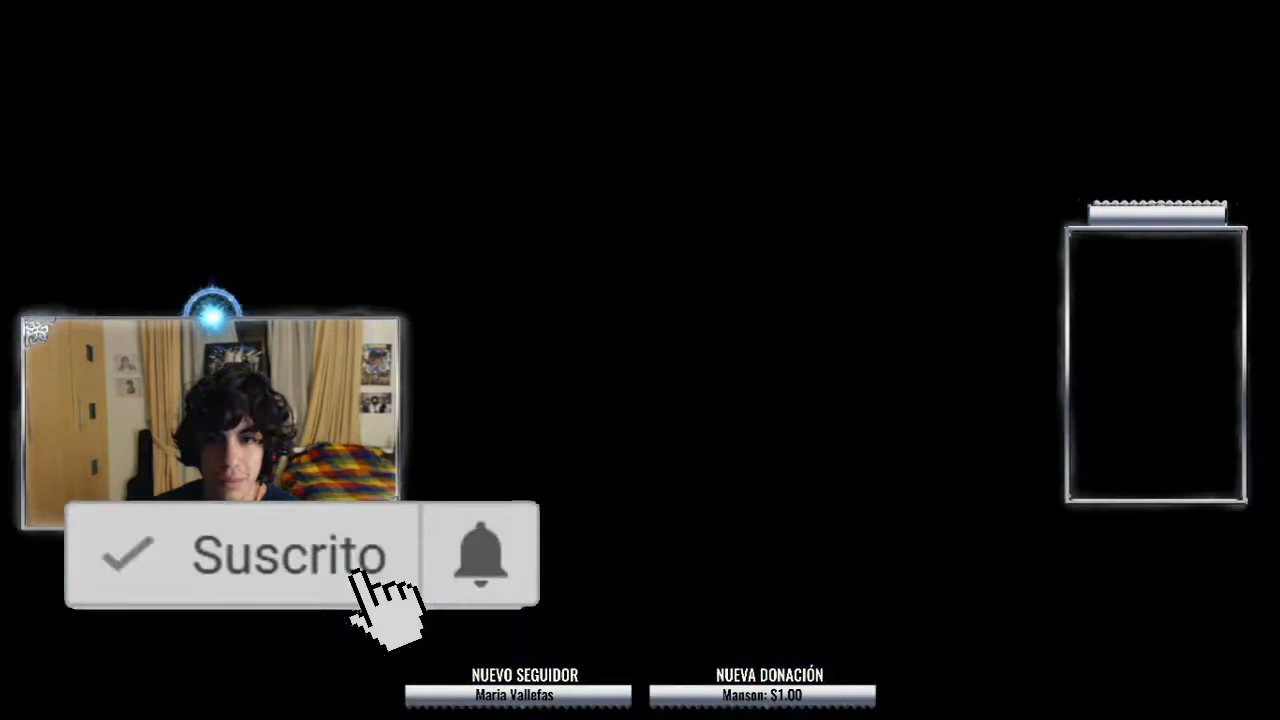 Suscrito
NUEVO SEGUIDOR
Maria Vallefas
NUEVA DONACIÓN
Manson: $1.00